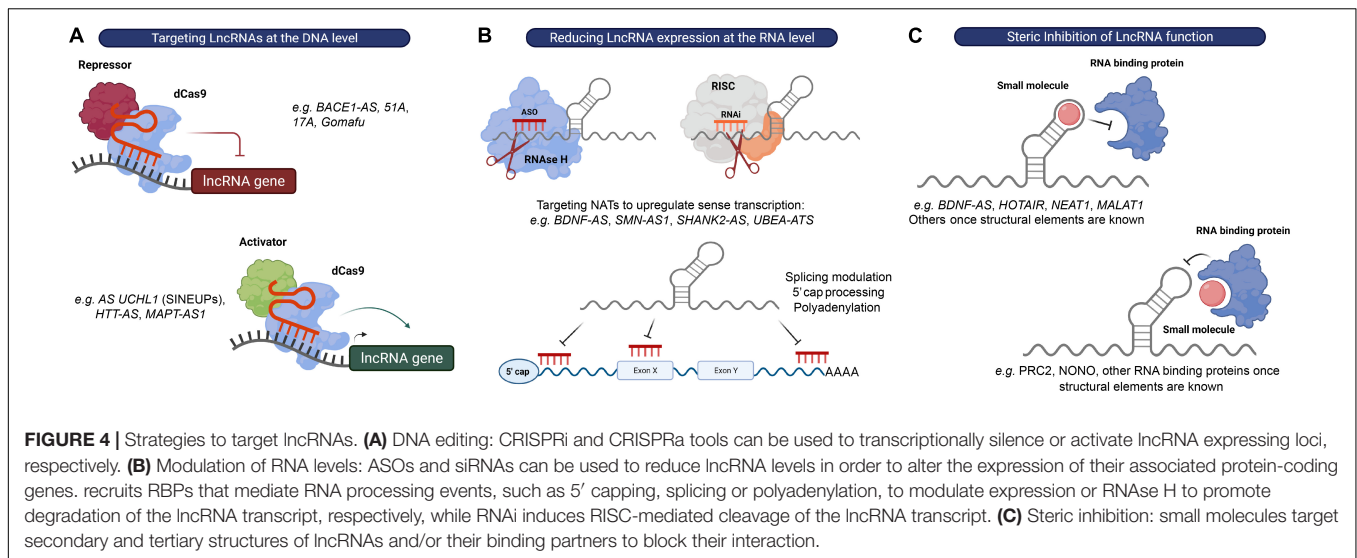 A
Targeting LncRNAs at the DNA level
Repressor
dCas9
e.g. BACE1-AS, 51A,
17A, Gomafu
lncRNA gene
Activator
dCas9
e.g. AS UCHL1 (SINEUPs),
HTT-AS, MAPT-AS1
lncRNA gene
B
Reducing LncRNA expression at the RNA level
ASO
RNAse H
RISC
RNAi
Targeting NATs to upregulate sense transcription:
e.g. BDNF-AS, SMN-AS1, SHANK2-AS, UBEA-ATS
Splicing modulation
5' cap processing
Polyadenylation
5' cap
Exon X
Exon Y
AAAA
C
Steric Inhibition of LncRNA function
RNA binding protein
Small molecule
e.g. BDNF-AS, HOTAIR, NEAT1, MALAT1
Others once structural elements are known
RNA binding protein
Small molecule
e.g. PRC2, NONO, other RNA binding proteins once
structural elements are known
FIGURE 4 | Strategies to target lncRNAs. (A) DNA editing: CRISPRi and CRISPRa tools can be used to transcriptionally silence or activate lncRNA expressing loci,
respectively. (B) Modulation of RNA levels: ASOs and siRNAs can be used to reduce lncRNA levels in order to alter the expression of their associated protein-coding
genes. recruits RBPs that mediate RNA processing events, such as 5′ capping, splicing or polyadenylation, to modulate expression or RNAse H to promote
degradation of the lncRNA transcript, respectively, while RNAi induces RISC-mediated cleavage of the lncRNA transcript. (C) Steric inhibition: small molecules target
secondary and tertiary structures of lncRNAs and/or their binding partners to block their interaction.